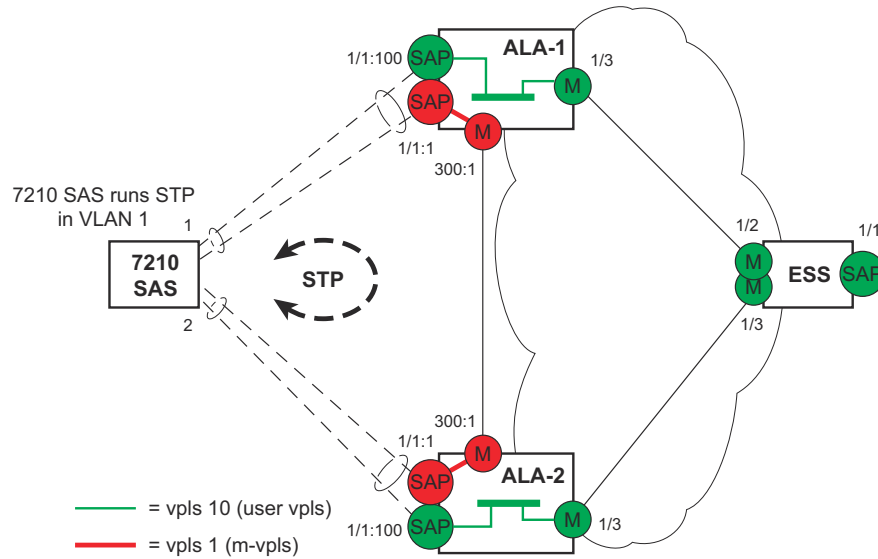 ALA-1
1/1:100
SAP
1/3
M
SAP
M
1/1:1
300:1
7210 SAS runs STP
in VLAN 1
1
7210
SAS
2
STP
1/2
1/1
M
M
ESS
SAP
1/3
300:1
M
1/1:1
SAP
ALA-2
SAP
M
1/3
1/1:100
= vpls 10 (user vpls)
= vpls 1 (m-vpls)